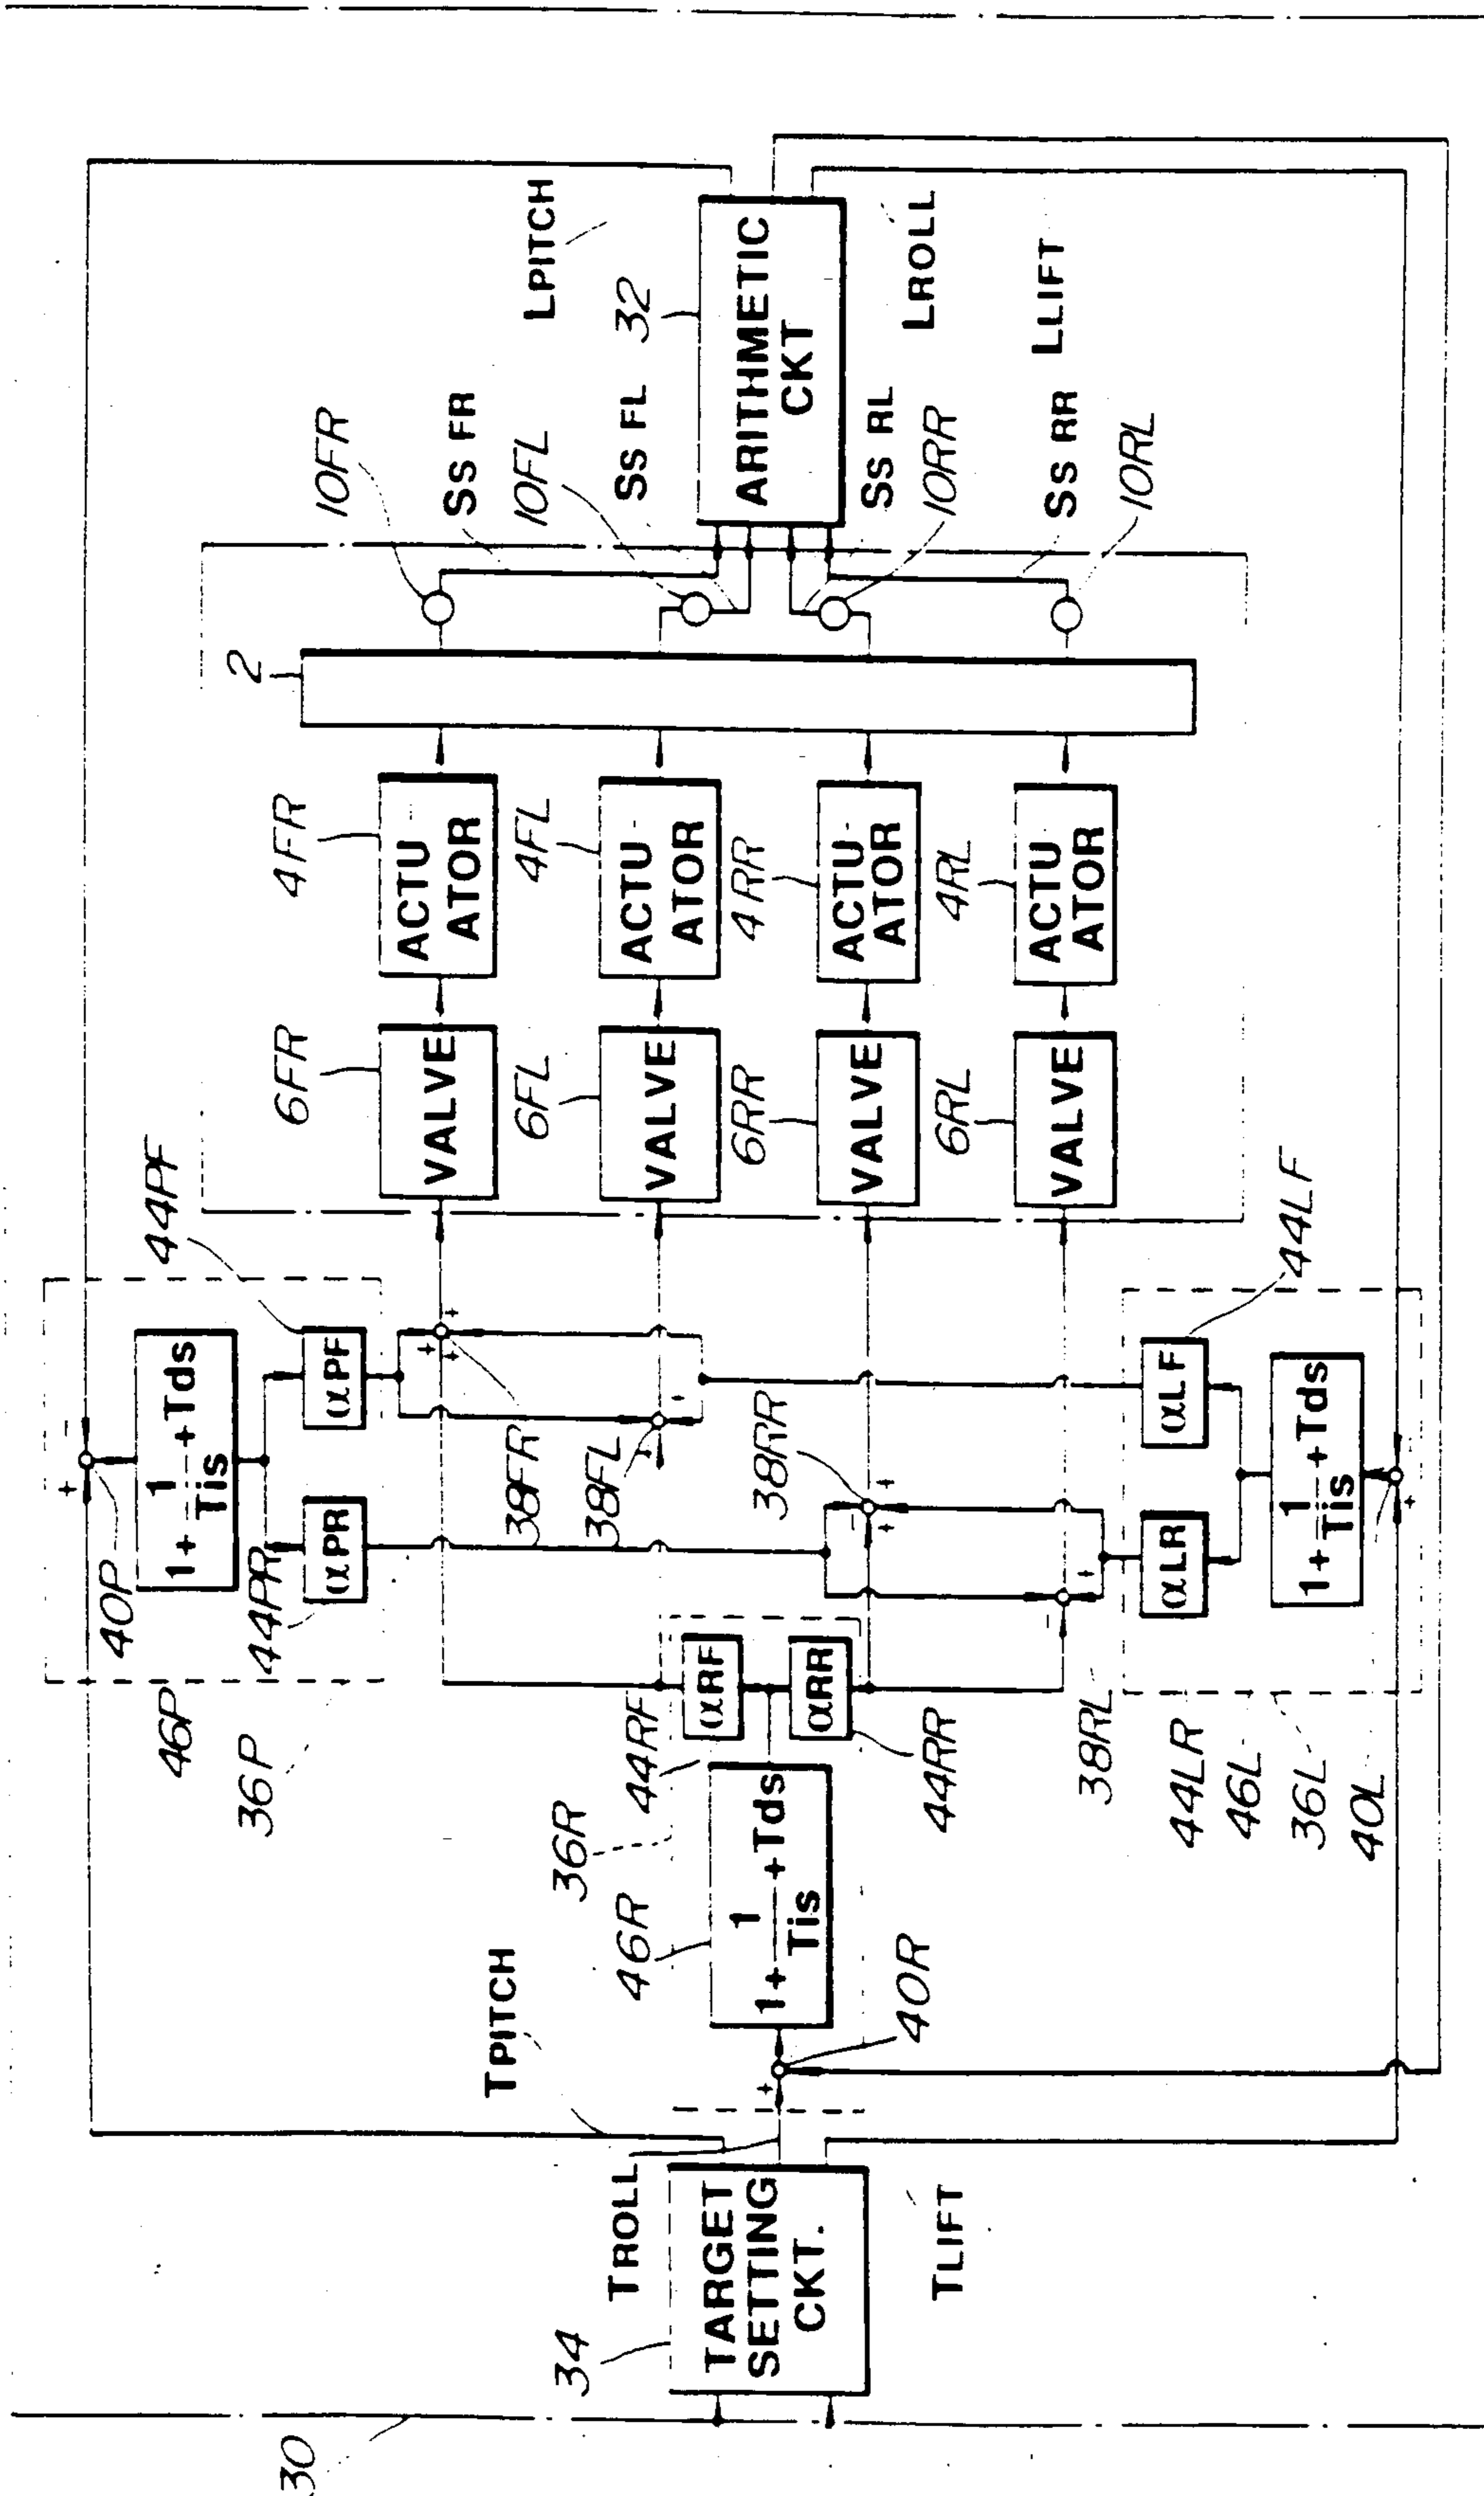 30
34
TARGET
SETTING
CKT.
TROLL
TPITCH
TLIFT
40R
46R
1+ 1/Tis +Tds
36R
44RF
αRF
αRR
44RR
36P
46P
40P
1+ 1/Tis +Tds
44PR
αPR
αPF
44PF
38FR
38FL
38RR
38RL
44LR
46L
36L
40L
αLR
αLF
44LF
1+ 1/Tis +Tds
6FR
VALVE
6FL
VALVE
6RR
VALVE
6RL
VALVE
4FR
ACTU-
ATOR
4FL
ACTU-
ATOR
4RR
ACTU-
ATOR
4RL
ACTU-
ATOR
2
10FR
SS FR
10FL
SS FL
SS RL
10RR
SS RR
10RL
32
ARITHMETIC
CKT
LPITCH
LROLL
LLIFT